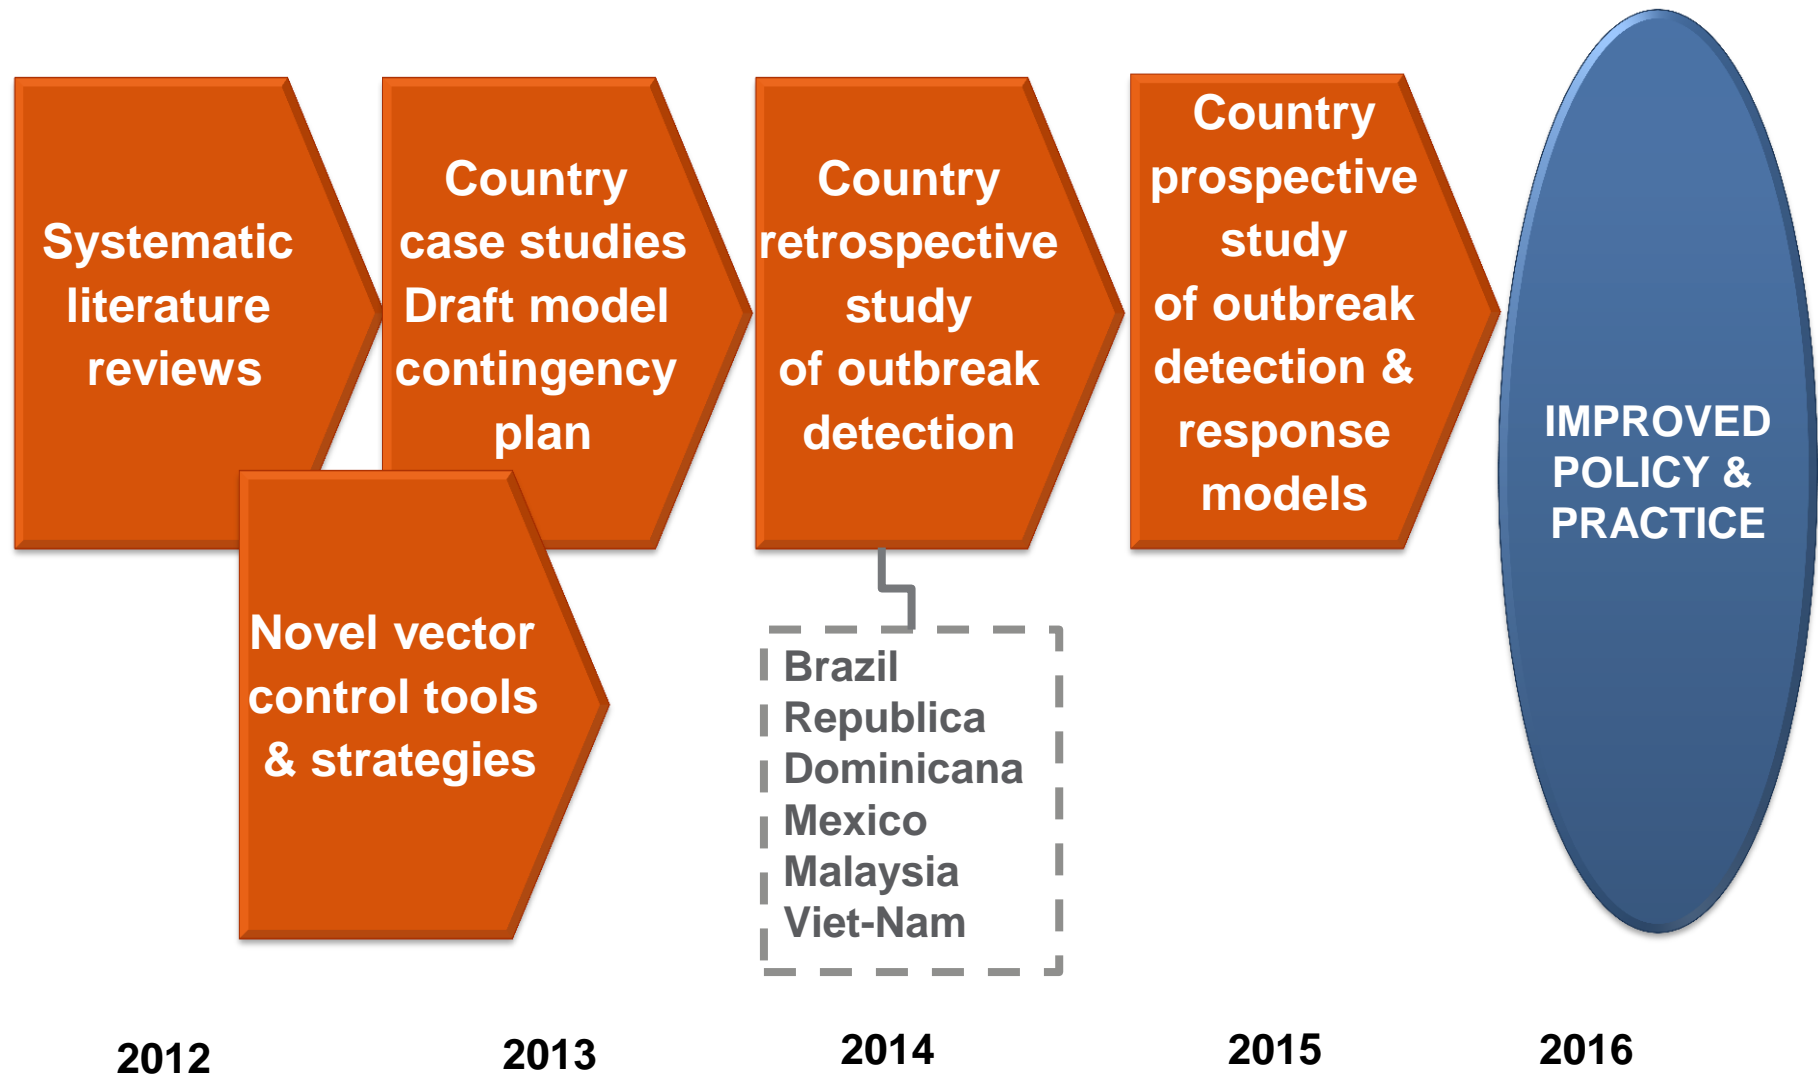 Systematic
literature
reviews
Country
case studies
Draft model
contingency
plan
Country
retrospective
study
of outbreak
detection
Country
prospective
study
of outbreak
detection &
response
models
IMPROVED
POLICY &
PRACTICE
Novel vector
control tools
& strategies
Brazil
Republica
Dominicana
Mexico
Malaysia
Viet-Nam
2012
2013
2014
2015
2016